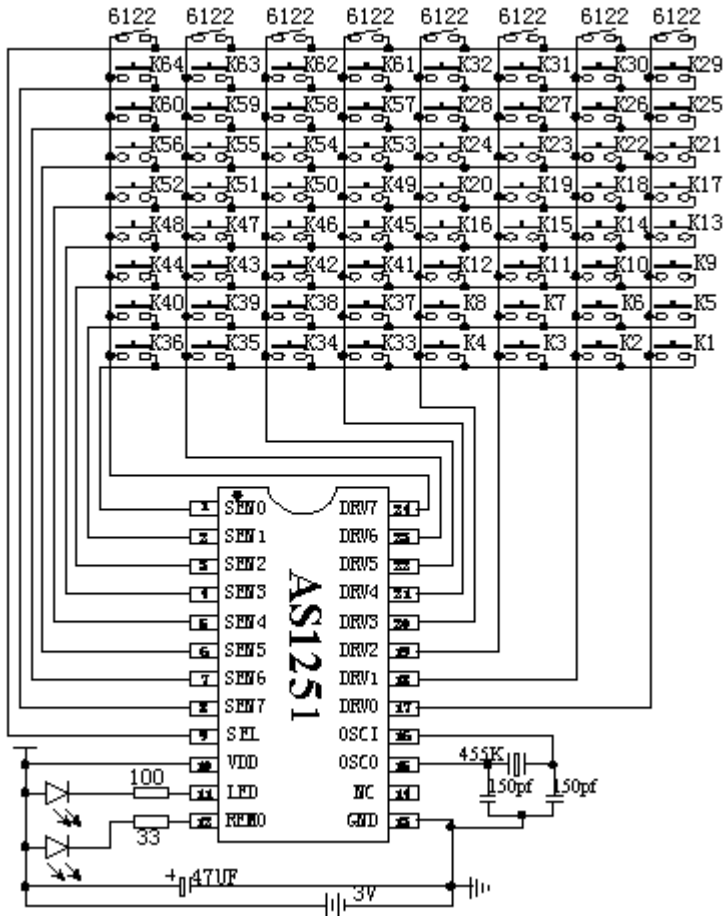 6122 6122 6122 6122 6122 6122 6122 6122
K64 K63 K62 K61 K32 K31 K30 K29
K60 K59 K58 K57 K28 K27 K26 K25
K56 K55 K54 K53 K24 K23 K22 K21
K52 K51 K50 K49 K20 K19 K18 K17
K48 K47 K46 K45 K16 K15 K14 K13
K44 K43 K42 K41 K12 K11 K10 K9
K40 K39 K38 K37 K8 K7 K6 K5
K36 K35 K34 K33 K4 K3 K2 K1
1 SEN0 DRV7 24
2 SEN1 DRV6 23
3 SEN2 DRV5 22
4 SEN3 DRV4 21
5 SEN4 DRV3 20
6 SEN5 DRV2 19
7 SEN6 DRV1 18
8 SEN7 DRV0 17
9 SEL OSCI 16
10 VDD OSCO 15 455K
100 11 LED NC 14 150pf 150pf
33 12 REMO GND 13
AS1251
+ 47UF
3V